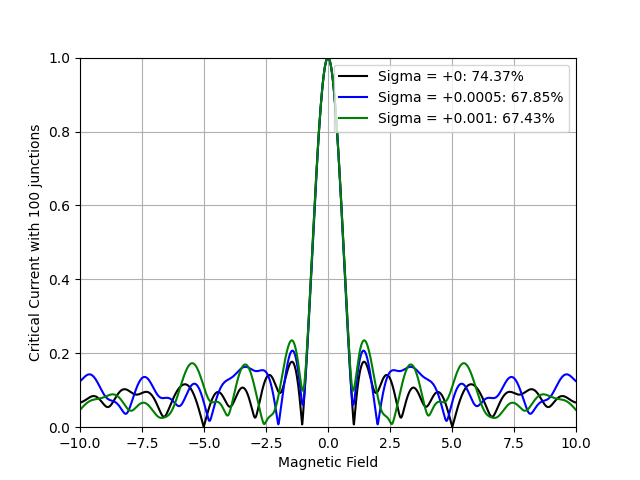 1.0
0.8
0.6
0.4
0.2
0.0
Critical Current with 100 junctions
Sigma = +0: 74.37%
Sigma = +0.0005: 67.85%
Sigma = +0.001: 67.43%
−10.0 −7.5 −5.0 −2.5 0.0 2.5 5.0 7.5 10.0
Magnetic Field